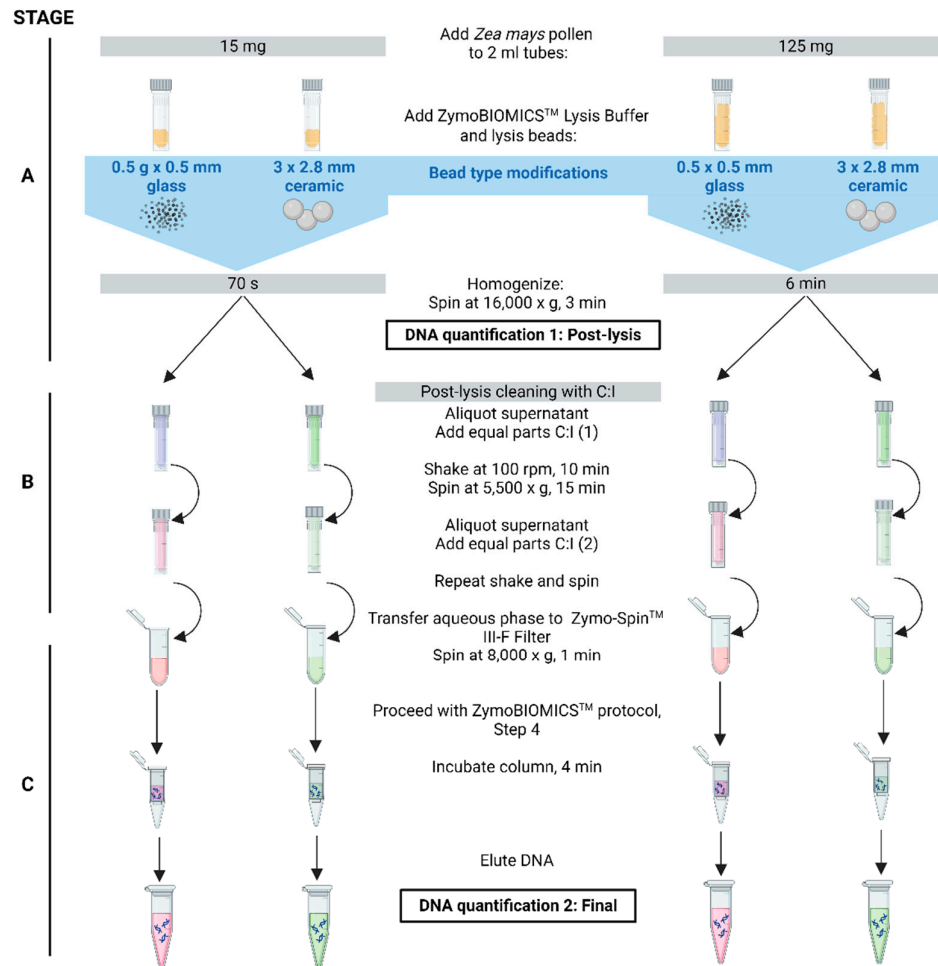 STAGE
15 mg
Add Zea mays pollen
to 2 ml tubes:
125 mg
Add ZymoBIOMICS™ Lysis Buffer
and lysis beads:
A
0.5 g x 0.5 mm
glass
3 x 2.8 mm
ceramic
Bead type modifications
0.5 x 0.5 mm
glass
3 x 2.8 mm
ceramic
70 s
Homogenize:
Spin at 16,000 x g, 3 min
6 min
DNA quantification 1: Post-lysis
B
Post-lysis cleaning with C:I
Aliquot supernatant
Add equal parts C:I (1)
Shake at 100 rpm, 10 min
Spin at 5,500 x g, 15 min
Aliquot supernatant
Add equal parts C:I (2)
Repeat shake and spin
Transfer aqueous phase to Zymo-Spin™
III-F Filter
Spin at 8,000 x g, 1 min
C
Proceed with ZymoBIOMICS™ protocol,
Step 4
Incubate column, 4 min
Elute DNA
DNA quantification 2: Final